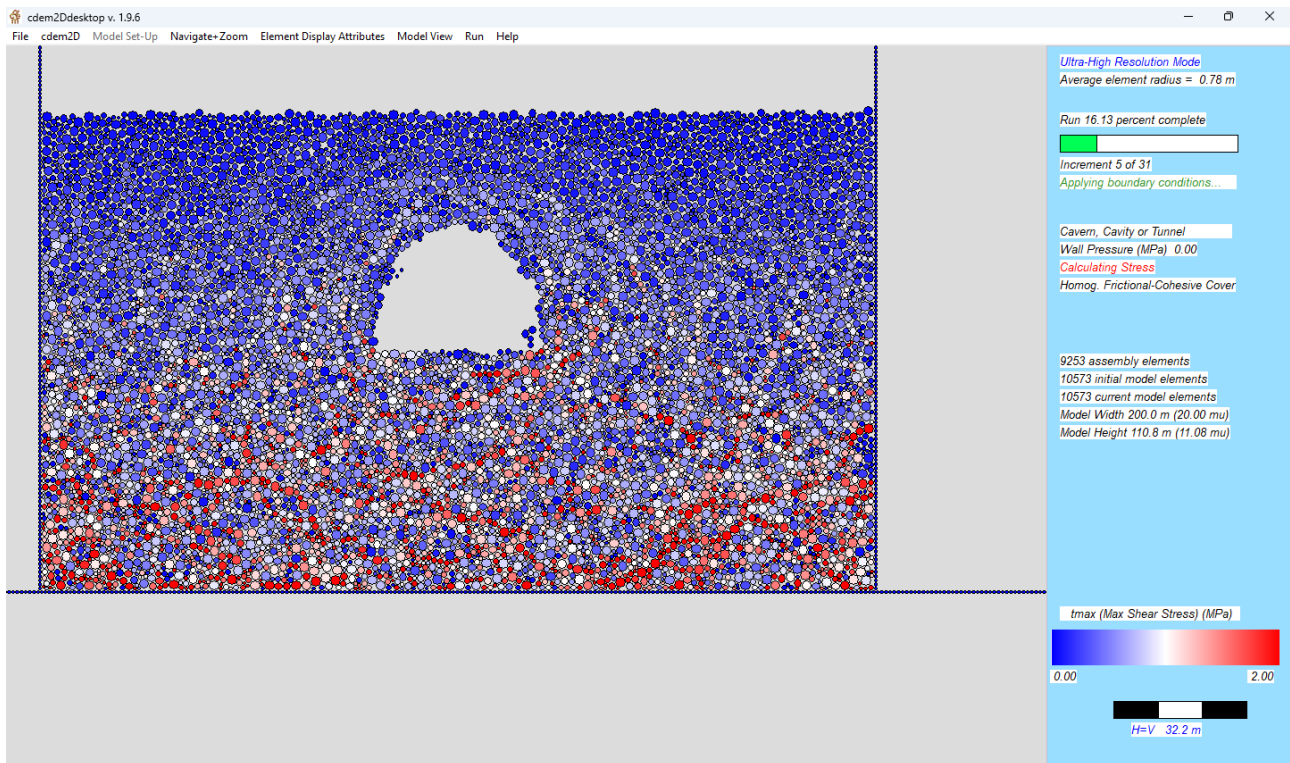 cdem2Ddesktop v. 1.9.6
File cdem2D Model Set-Up Navigate+Zoom Element Display Attributes Model View Run Help
Ultra-High Resolution Mode
Average element radius = 0.78 m
Run 16.13 percent complete
Increment 5 of 31
Applying boundary conditions...
Cavern, Cavity or Tunnel
Wall Pressure (MPa) 0.00
Calculating Stress
Homog. Frictional-Cohesive Cover
9253 assembly elements
10573 initial model elements
10573 current model elements
Model Width 200.0 m (20.00 mu)
Model Height 110.8 m (11.08 mu)
tmax (Max Shear Stress) (MPa)
0.00 2.00
H=V 32.2 m